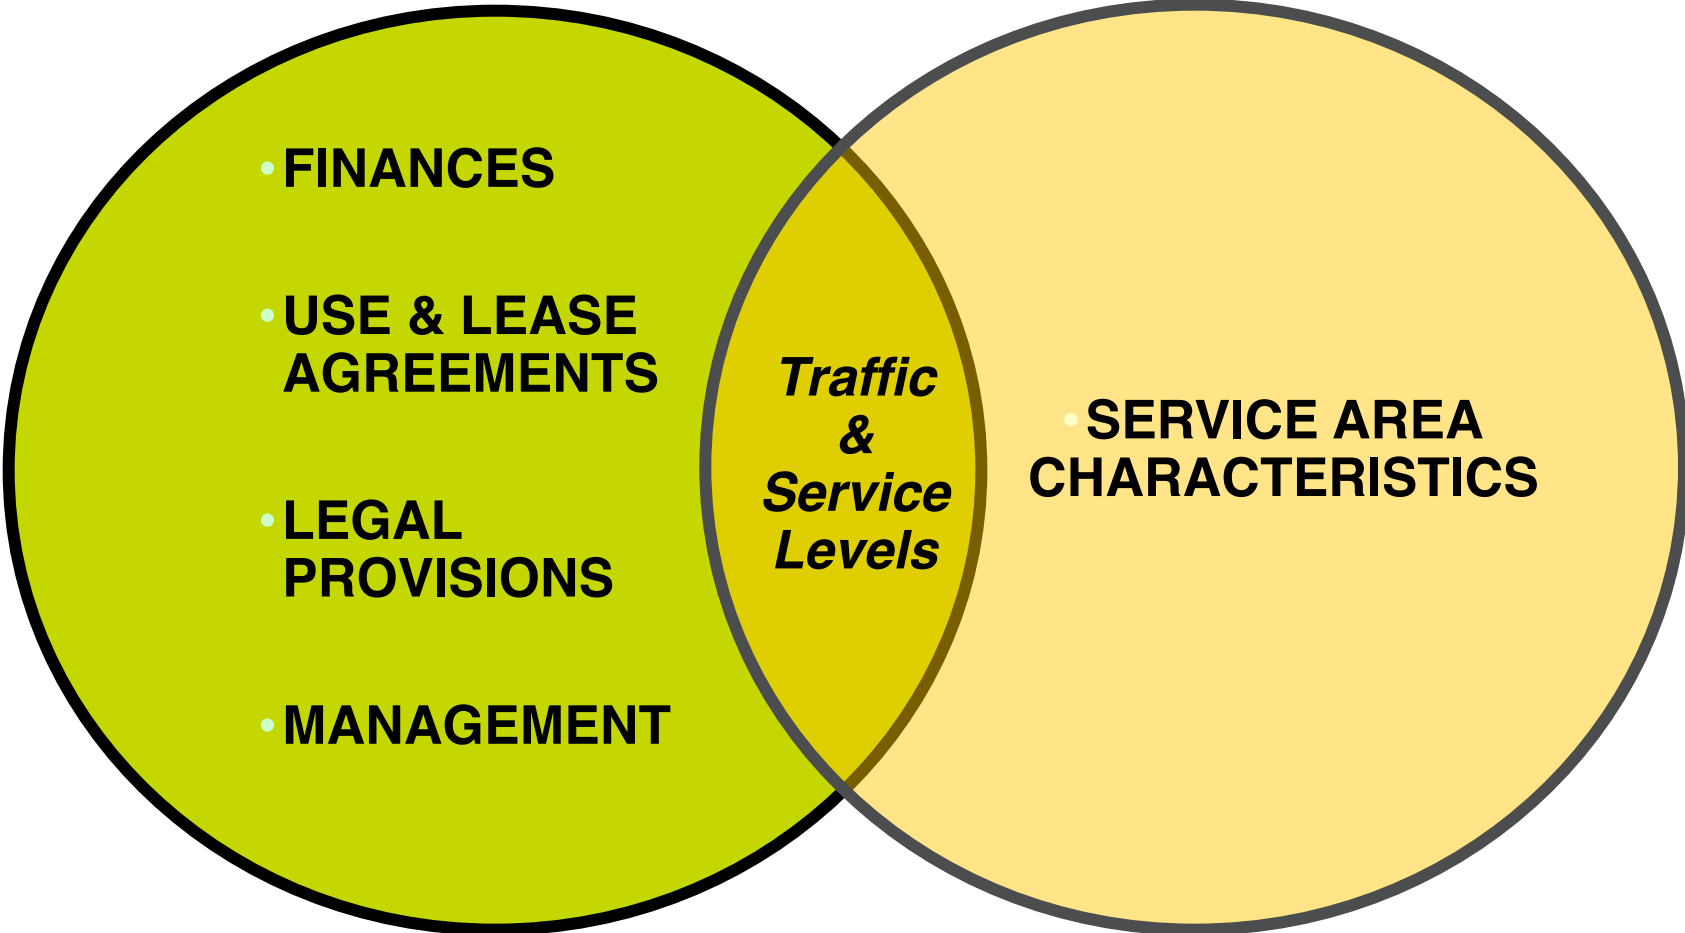 • FINANCES
• USE & LEASE
AGREEMENTS
• LEGAL
PROVISIONS
• MANAGEMENT
Traffic
&
Service
Levels
• SERVICE AREA
CHARACTERISTICS